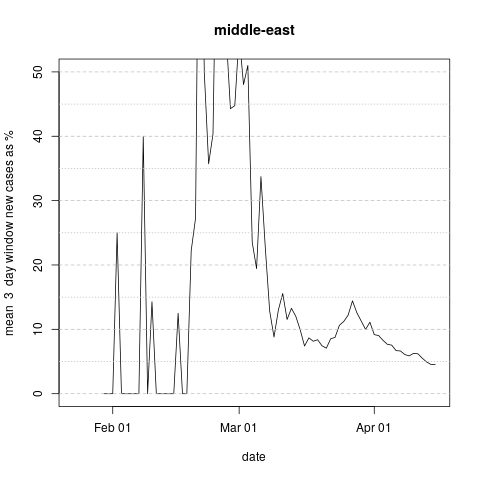 middle-east
mean 3 day window new cases as %
50
40
30
20
10
0
Feb 01
Mar 01
Apr 01
date